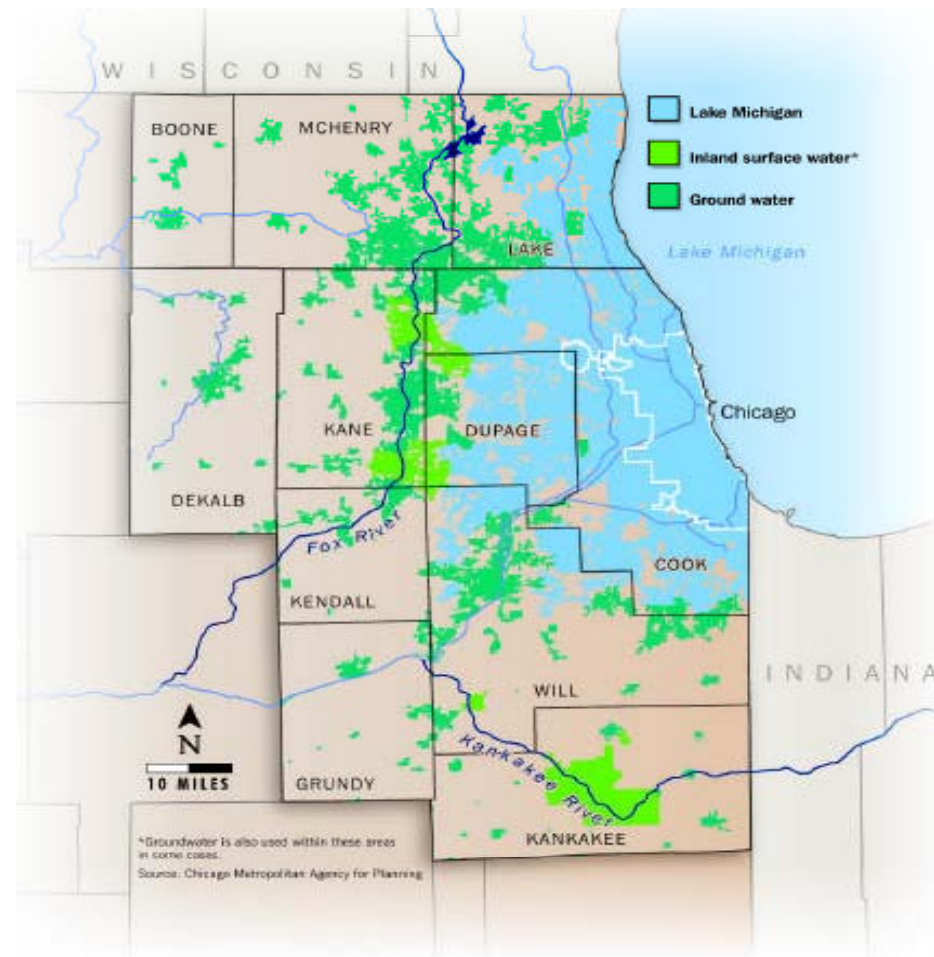 WISCONSIN
BOONE
MCHENRY
Lake Michigan
Inland surface water*
Ground water
LAKE
Lake Michigan
Chicago
KANE
DUPAGE
DEKALB
Fox River
COOK
KENDALL
INDIANA
WILL
N
10 MILES
Kankakee River
GRUNDY
KANKAKEE
*Groundwater is also used within these areas
in some cases.
Source: Chicago Metropolitan Agency for Planning